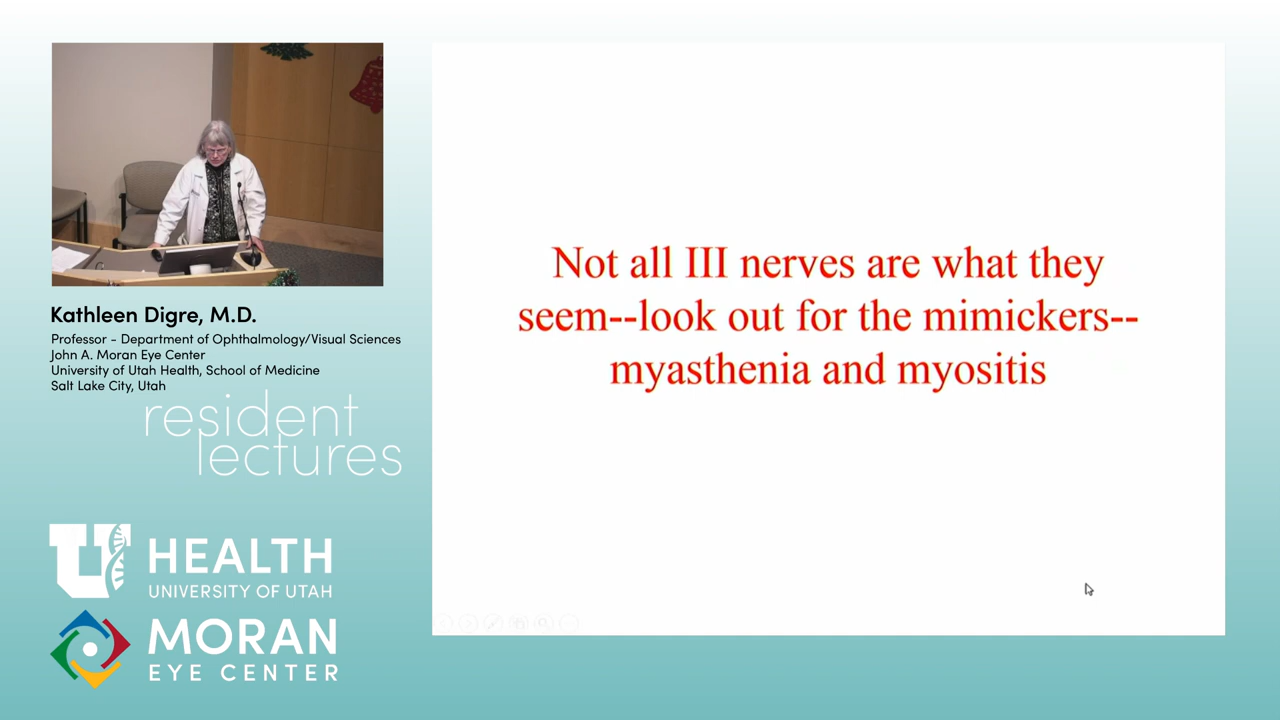 Kathleen Digre, M.D.
Professor - Department of Ophthalmology/Visual Sciences
John A. Moran Eye Center
University of Utah Health, School of Medicine
Salt Lake City, Utah
resident
lectures
U HEALTH
UNIVERSITY OF UTAH
MORAN
EYE CENTER
Not all III nerves are what they
seem--look out for the mimickers--
myasthenia and myositis